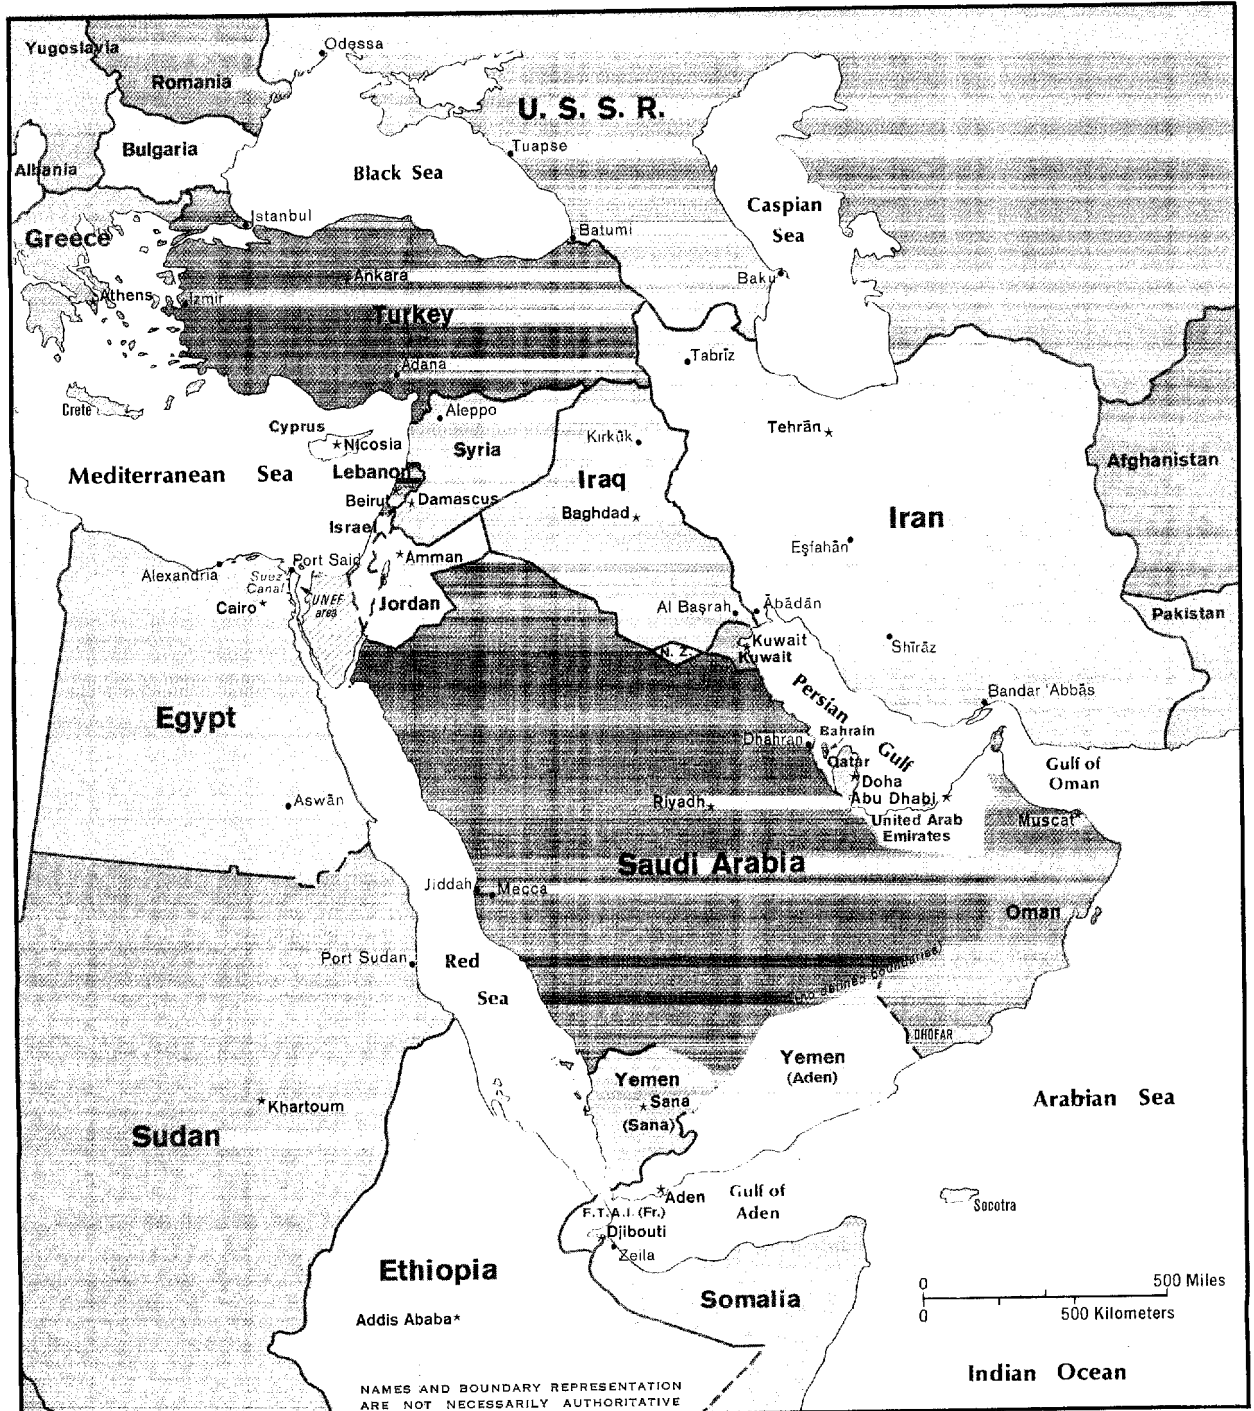 Yugoslavia
Romania
Odessa
U. S. S. R.
Bulgaria
Tuapse
Albania
Black Sea
Caspian
Sea
Istanbul
Batumi
Greece
Ankara
Baku
Athens
Izmir
Turkey
Tabrīz
Adana
Crete
Aleppo
Cyprus
Nicosia
Syria
Kirkūk
Tehrān
Afghanistan
Mediterranean Sea
Lebanon
Iraq
Beirut
Damascus
Baghdad
Iran
Israel
Eşfahān
Port Said
Amman
Alexandria
Suez
Canal
UNEF
area
Cairo
Jordan
Al Başrah
Ābādān
Pakistan
N. Z.
Kuwait
Kuwait
Shīrāz
Egypt
Persian
Gulf
Bandar 'Abbās
Dhahran
Bahrain
Qatar
Doha
Gulf of
Oman
Aswān
Riyadh
Abu Dhabi
United Arab
Emirates
Muscat
Saudi Arabia
Jiddah
Mecca
Oman
Port Sudan
Red
Sea
(no defined boundaries)
DHOFAR
Yemen
(Aden)
Yemen
Sana
(Sana)
Khartoum
Arabian Sea
Sudan
Aden
Gulf of
Aden
Socotra
F.T.A.I. (Fr.)
Djibouti
Zeila
Ethiopia
Somalia
0 500 Miles
0 500 Kilometers
Addis Ababa
Indian Ocean
NAMES AND BOUNDARY REPRESENTATION
ARE NOT NECESSARILY AUTHORITATIVE